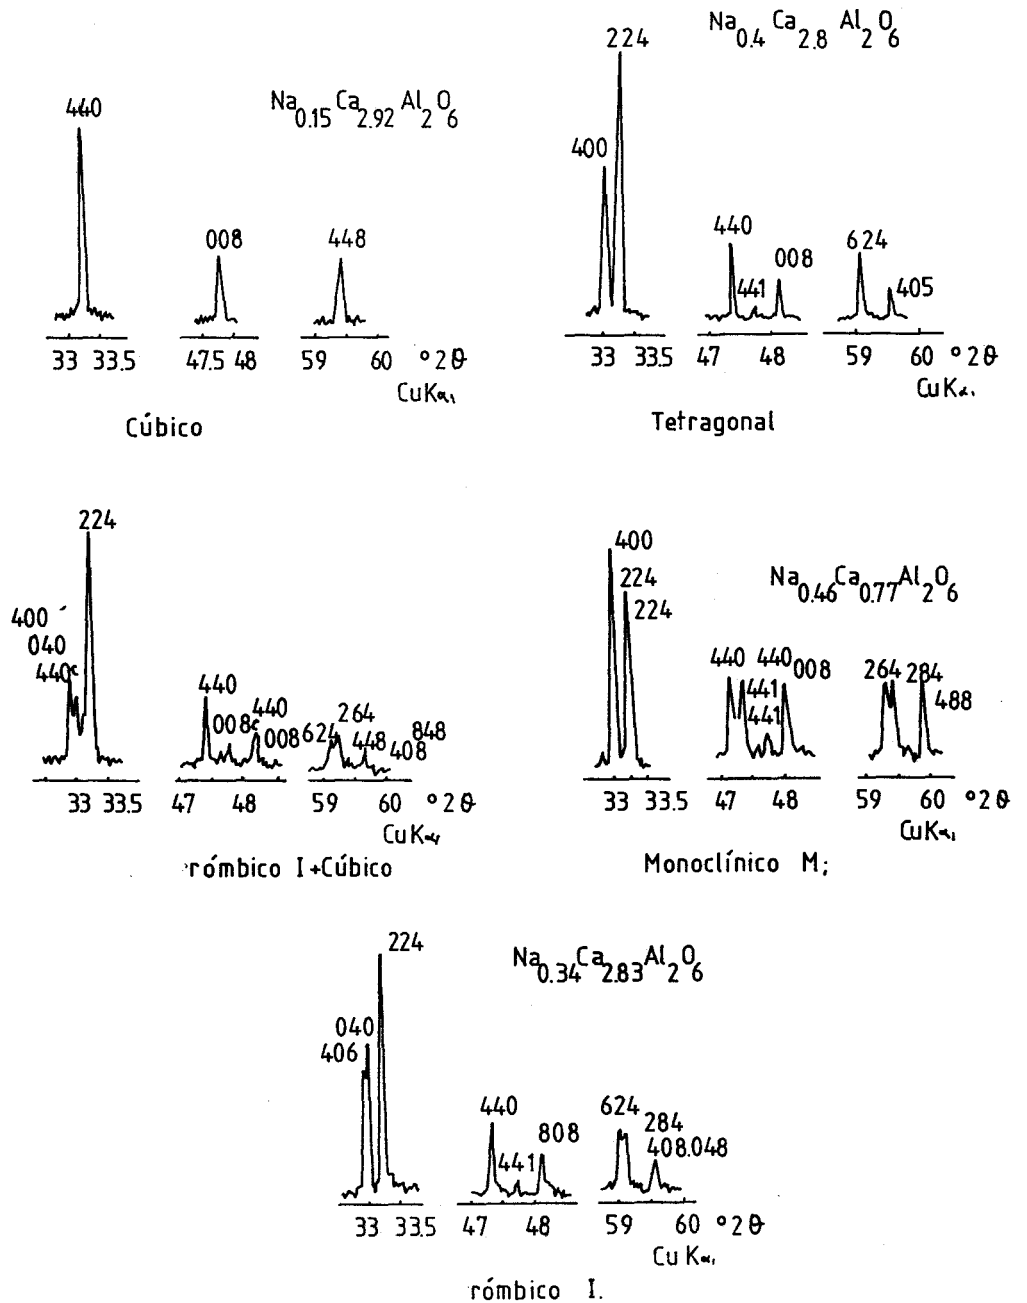 440
Na0.15Ca2.92Al2O6
008
448
33 33.5
47.5 48
59 60 °2θ
CuKα1
Cúbico
Na0.4 Ca2.8 Al2O6
224
400
440
441
008
624
405
33 33.5
47 48
59 60 °2θ
CuKα1
Tetragonal
224
400
040
440c
440
008c
440
008
624
264
448
408
848
33 33.5
47 48
59 60 °2θ
CuKα1
rómbico I+Cúbico
400
224
224
Na0.46Ca0.77Al2O6
440
441
441
440
008
264
284
488
33 33.5
47 48
59 60 °2θ
CuKα1
Monoclínico M;
224
Na0.34Ca2.83Al2O6
040
406
440
441
808
624
284
408.048
33 33.5
47 48
59 60 °2θ
CuKα1
rómbico I.